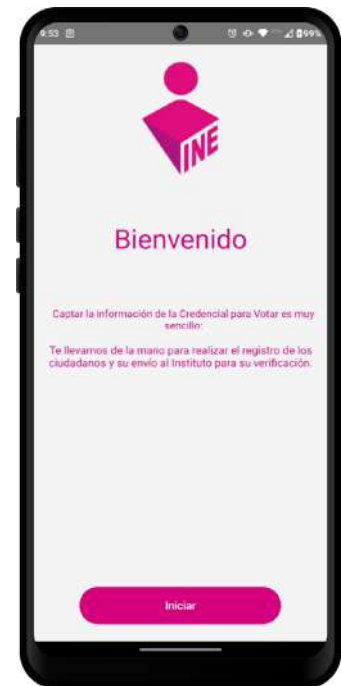 9:53
99%
INE
Bienvenido
Captar la información de la Credencial para Votar es muy
sencillo:
Te llevamos de la mano para realizar el registro de los
ciudadanos y su envío al Instituto para su verificación.
Iniciar